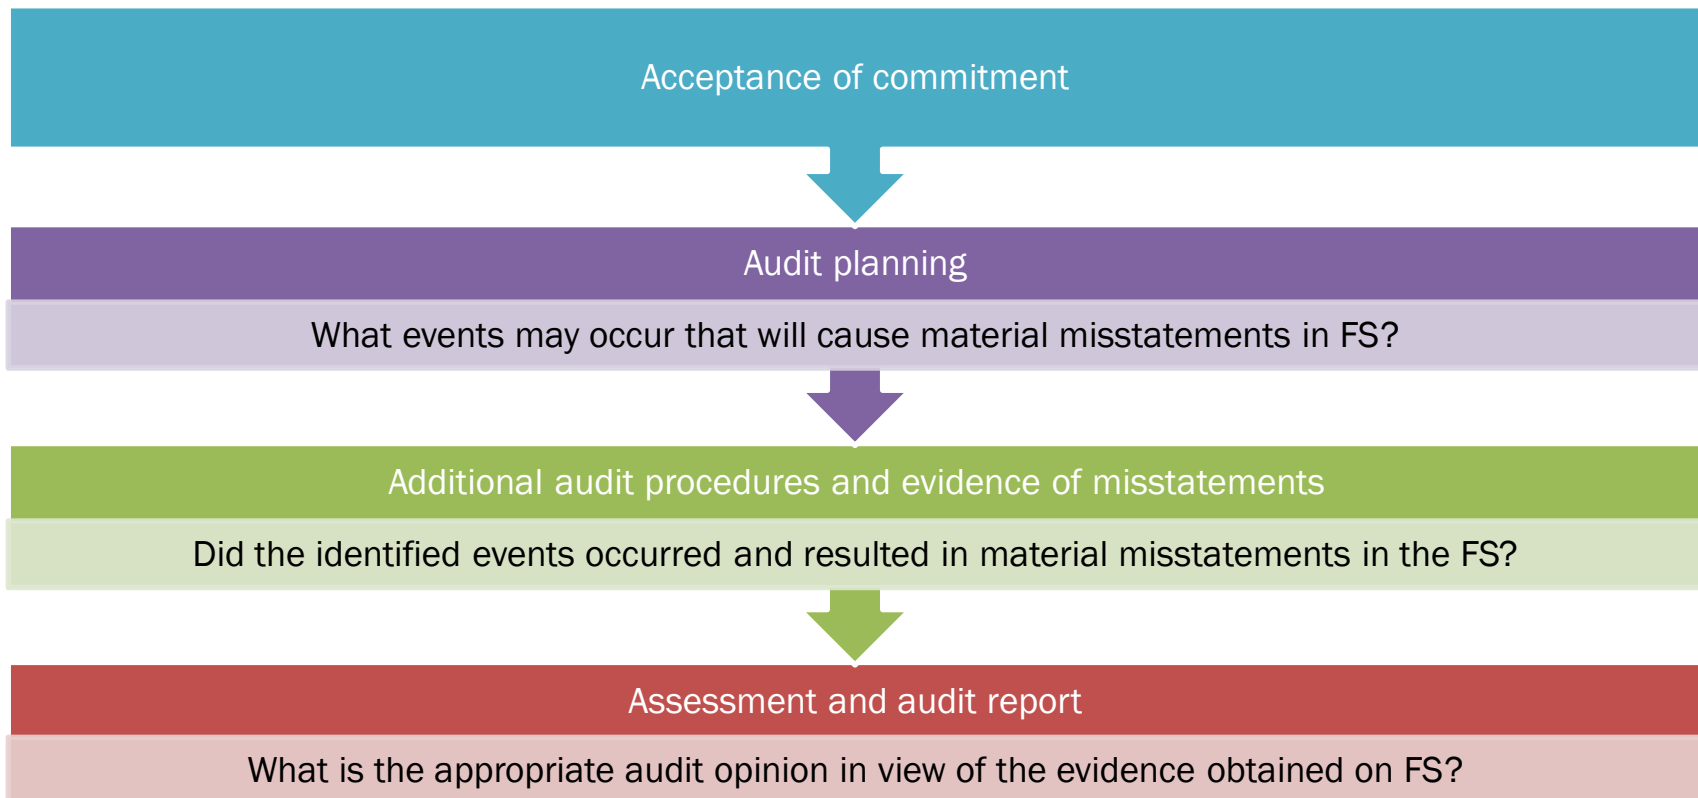 Acceptance of commitment
Audit planning
What events may occur that will cause material misstatements in FS?
Additional audit procedures and evidence of misstatements
Did the identified events occurred and resulted in material misstatements in the FS?
Assessment and audit report
What is the appropriate audit opinion in view of the evidence obtained on FS?